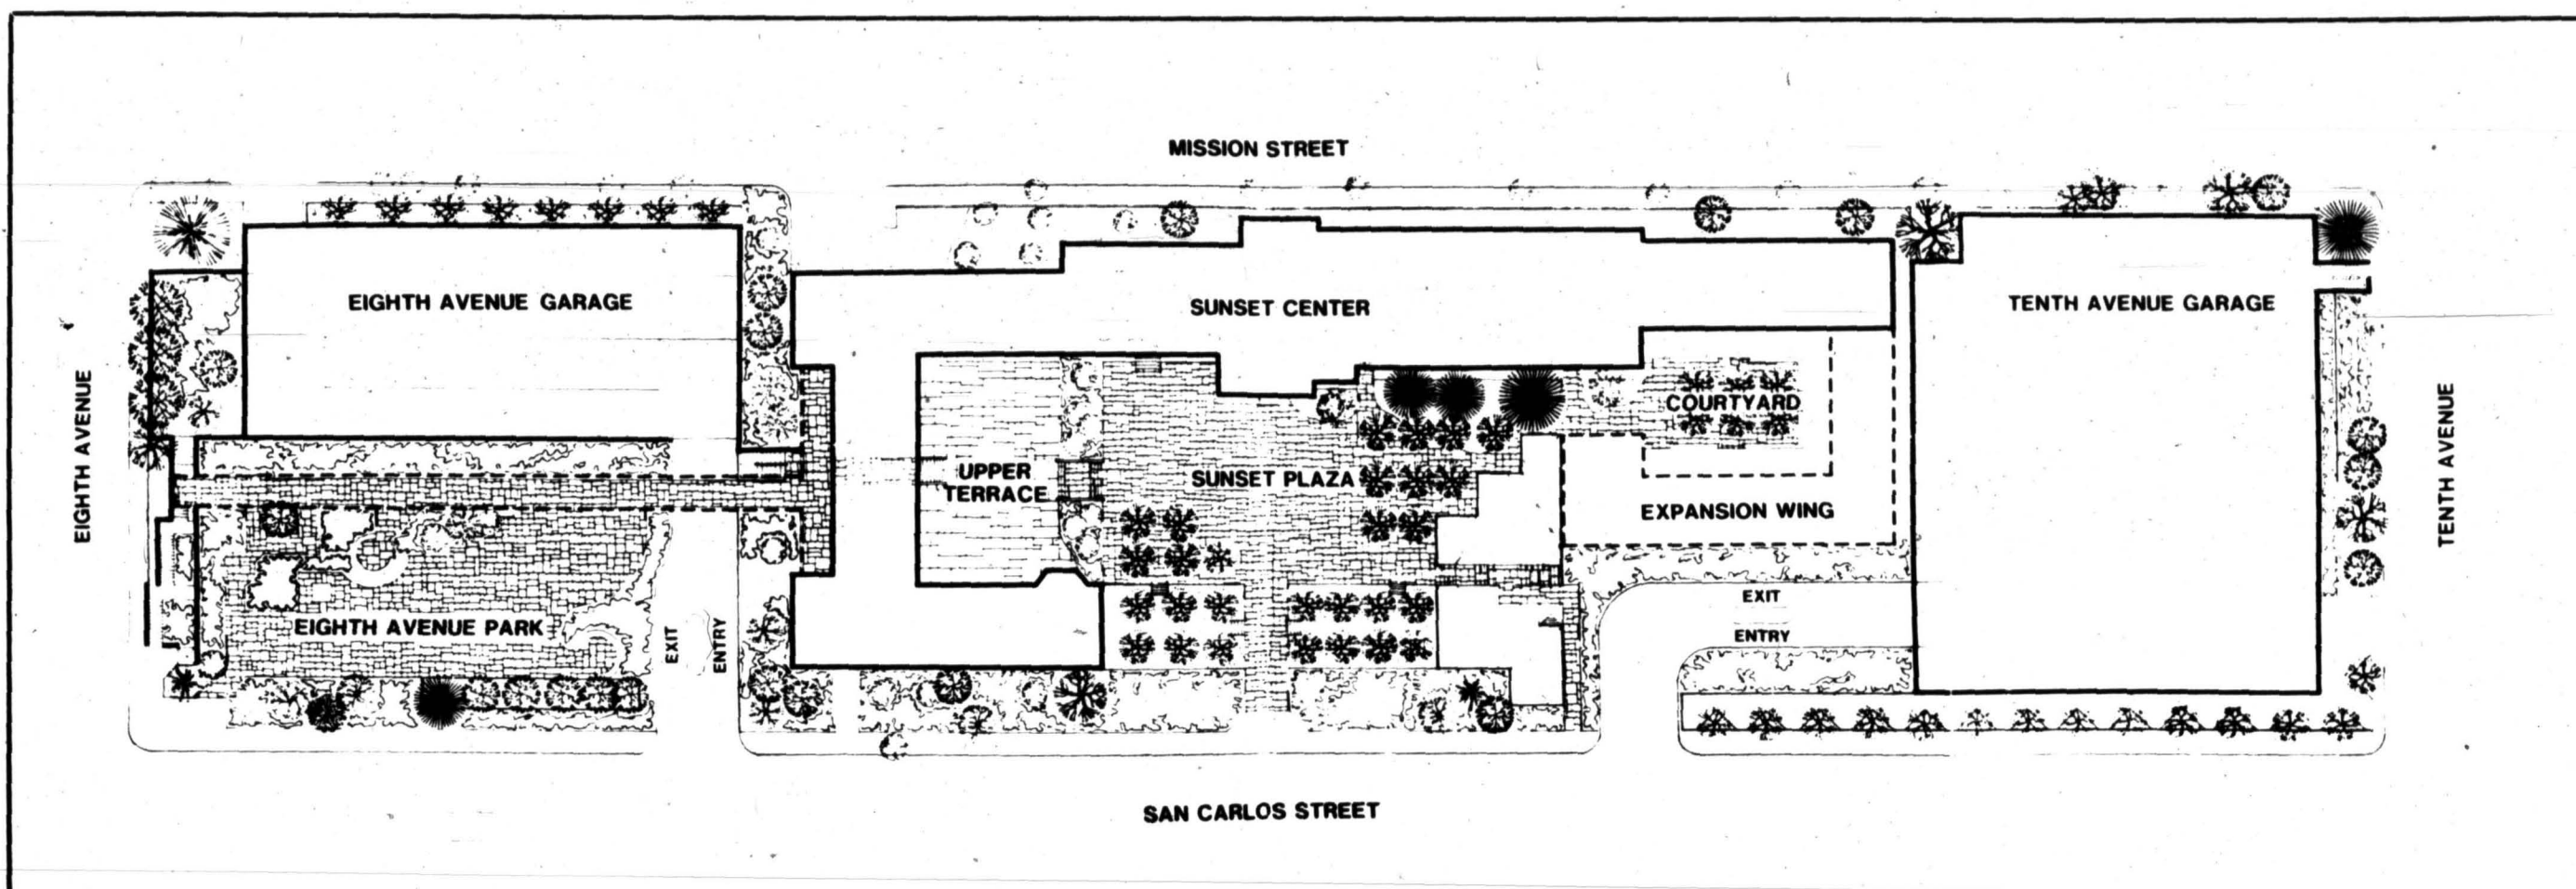 MISSION STREET
EIGHTH AVENUE GARAGE
SUNSET CENTER
TENTH AVENUE GARAGE
EIGHTH AVENUE
COURTYARD
TENTH AVENUE
UPPER
TERRACE
SUNSET PLAZA
EXPANSION WING
EIGHTH AVENUE PARK
EXIT
ENTRY
EXIT
ENTRY
SAN CARLOS STREET